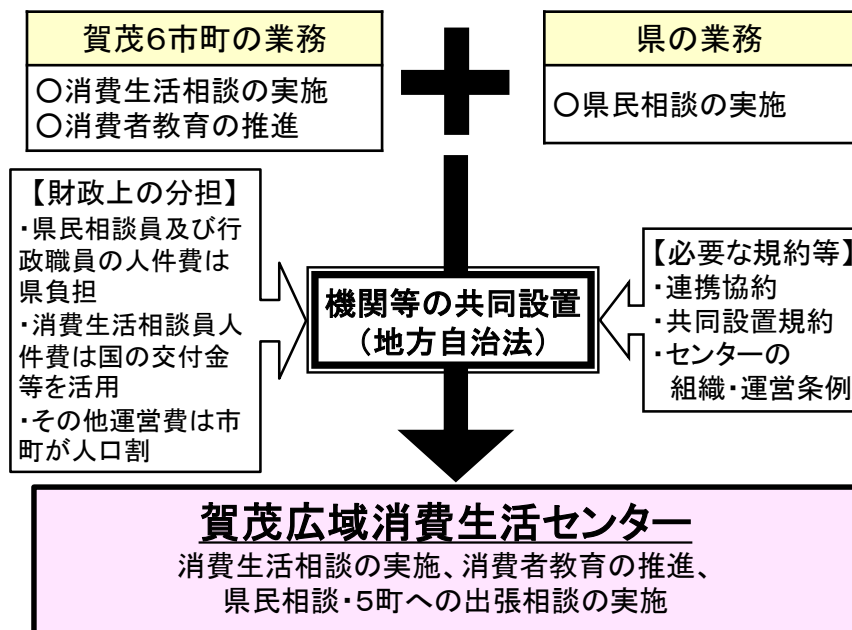 賀茂6市町の業務
○消費生活相談の実施
○消費者教育の推進
県の業務
○県民相談の実施
【財政上の分担】
・県民相談員及び行
政職員の人件費は
県負担
・消費生活相談員人
件費は国の交付金
等を活用
・その他運営費は市
町が人口割
機関等の共同設置
(地方自治法)
【必要な規約等】
・連携協約
・共同設置規約
・センターの
組織・運営条例
賀茂広域消費生活センター
消費生活相談の実施、消費者教育の推進、
県民相談・5町への出張相談の実施